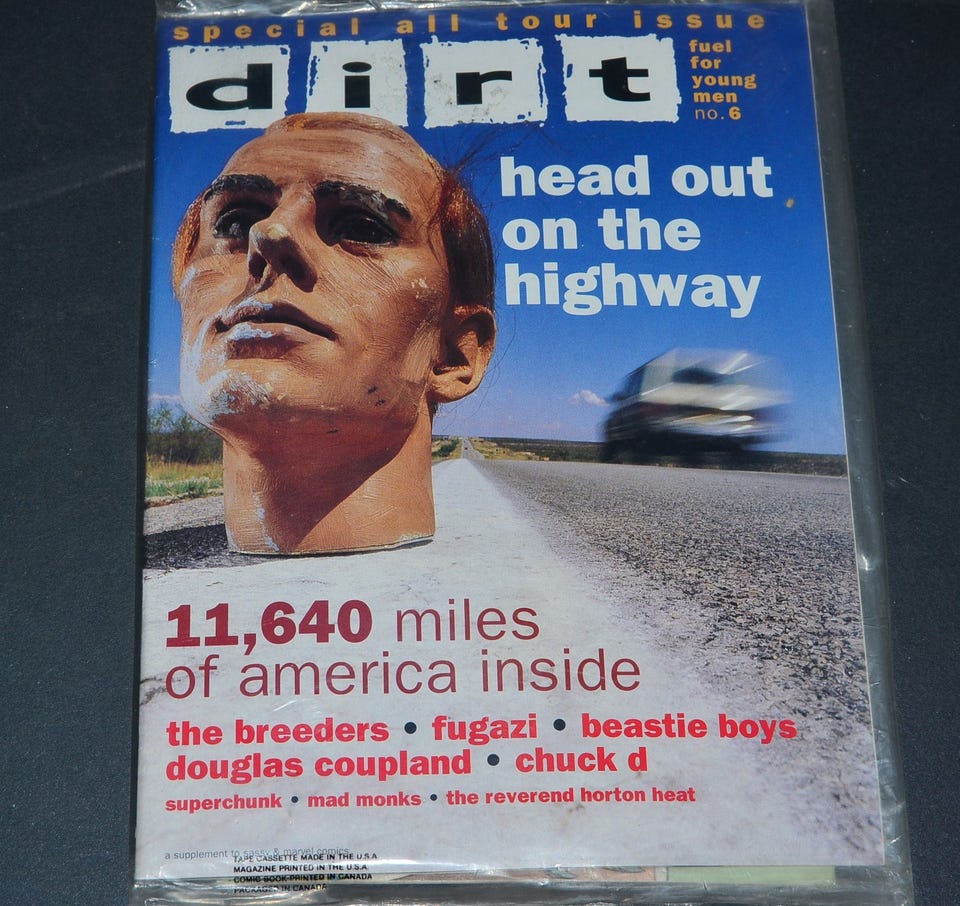 special all tour issue
dirt
fuel
for
young
men
no. 6
head out
on the
highway
11,640 miles
of america inside
the breeders • fugazi • beastie boys
douglas coupland • chuck d
superchunk • mad monks • the reverend horton heat
a supplement to sassy & marvel comics
TAPE CASSETTE MADE IN THE U.S.A
MAGAZINE PRINTED IN THE U.S.A
COMIC BOOK-PRINTED IN CANADA
PACKAGED IN CANADA